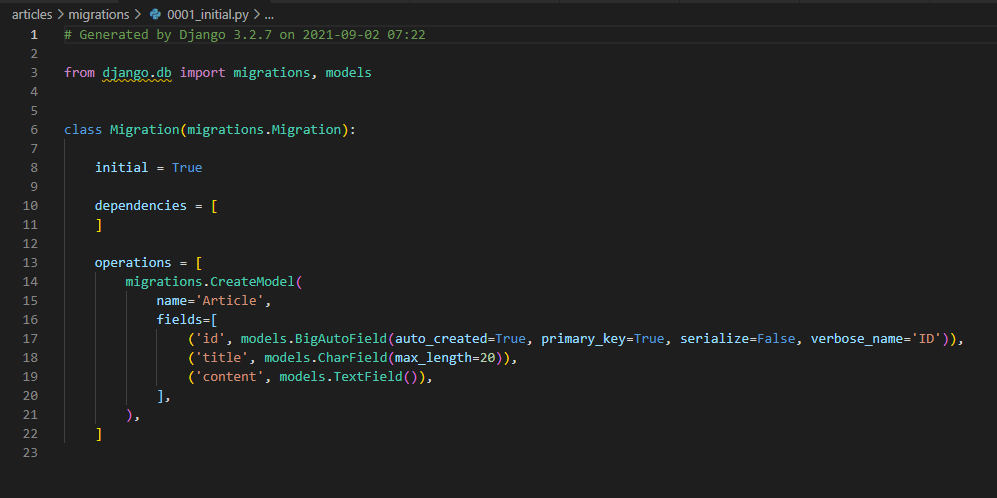 articles > migrations > 0001_initial.py > ...
1 # Generated by Django 3.2.7 on 2021-09-02 07:22
2
3 from django.db import migrations, models
4
5
6 class Migration(migrations.Migration):
7
8     initial = True
9
10     dependencies = [
11     ]
12
13     operations = [
14         migrations.CreateModel(
15             name='Article',
16             fields=[
17                 ('id', models.BigAutoField(auto_created=True, primary_key=True, serialize=False, verbose_name='ID')),
18                 ('title', models.CharField(max_length=20)),
19                 ('content', models.TextField()),
20             ],
21         ),
22     ]
23